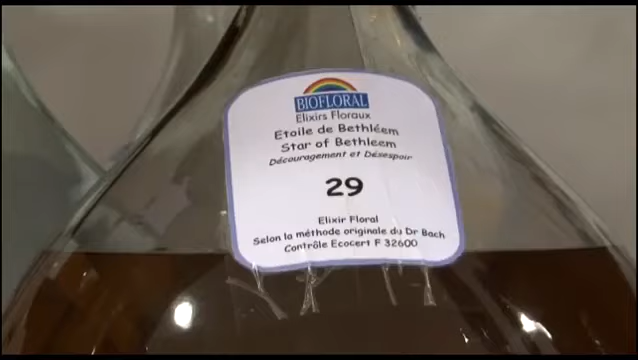 BIOFLORAL
Elixirs Floraux
Etoile de Bethléem
Star of Bethleem
Découragement et Désespoir
29
Elixir Floral
Selon la méthode originale du Dr Bach
Contrôle Ecocert F 32600